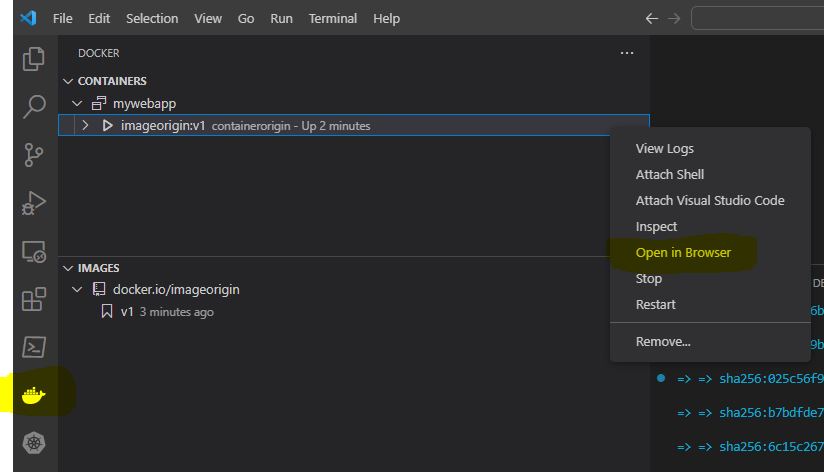 File Edit Selection View Go Run Terminal Help
DOCKER ...
CONTAINERS
mywebapp
imageorigin:v1 containerorigin - Up 2 minutes
View Logs
Attach Shell
Attach Visual Studio Code
Inspect
Open in Browser
Stop
Restart
Remove...
IMAGES
docker.io/imageorigin
v1 3 minutes ago
DE
6b
9b
=> => sha256:025c56f9
=> => sha256:b7bdfde7
=> => sha256:6c15c267